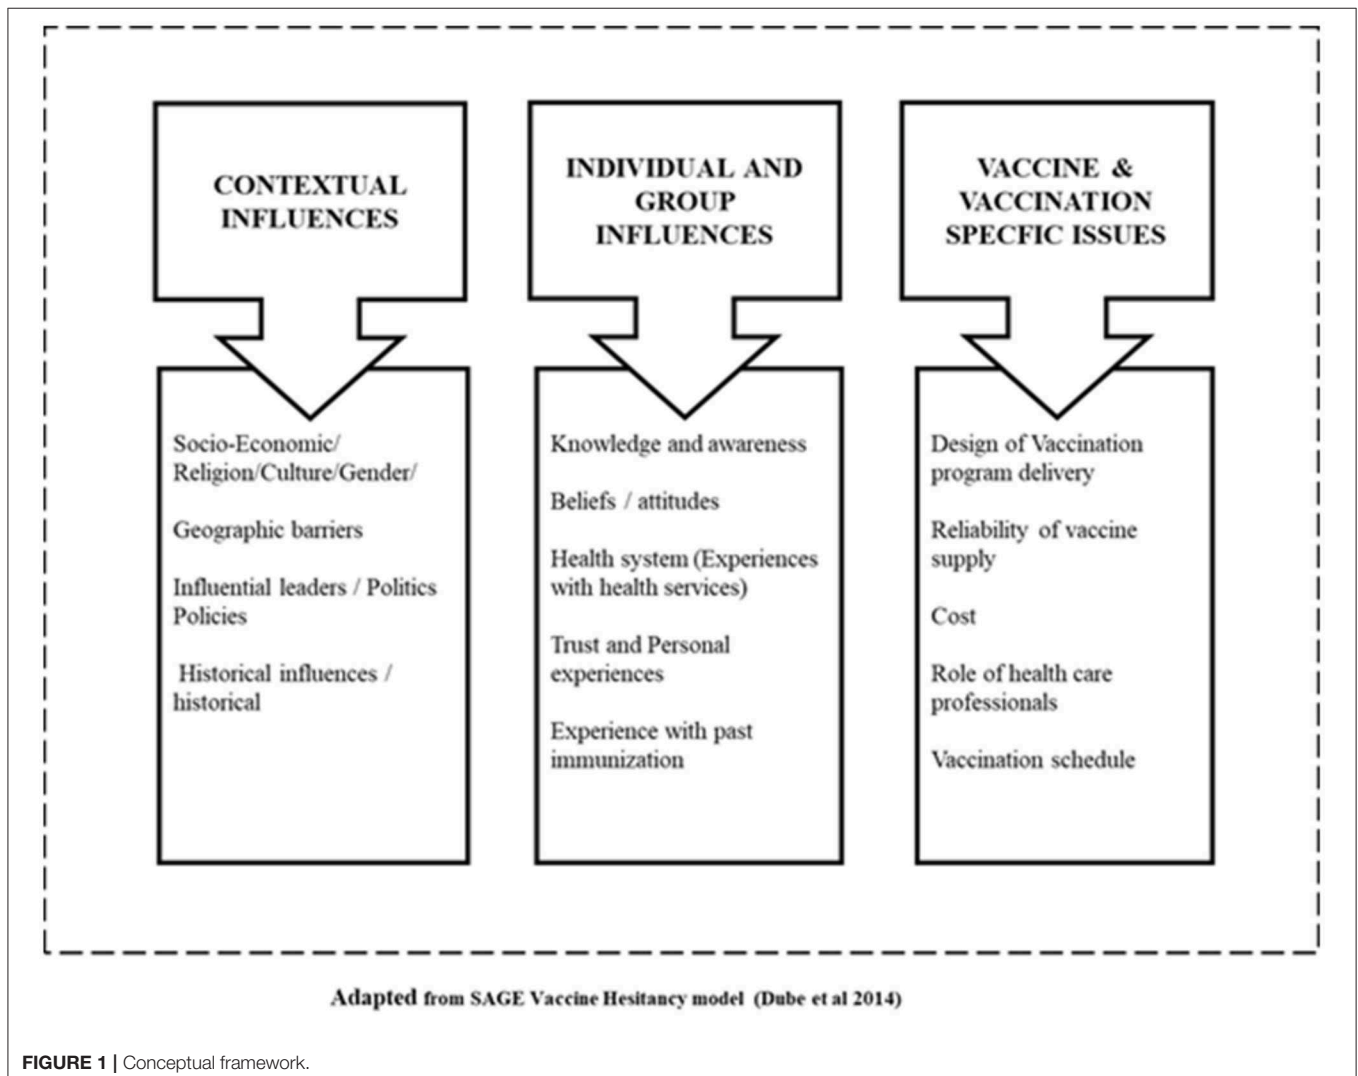 CONTEXTUAL
INFLUENCES
INDIVIDUAL AND
GROUP
INFLUENCES
VACCINE &
VACCINATION
SPECFIC ISSUES
Socio-Economic/
Religion/Culture/Gender/
Geographic barriers
Influential leaders / Politics
Policies
Historical influences /
historical
Knowledge and awareness
Beliefs / attitudes
Health system (Experiences
with health services)
Trust and Personal
experiences
Experience with past
immunization
Design of Vaccination
program delivery
Reliability of vaccine
supply
Cost
Role of health care
professionals
Vaccination schedule
Adapted from SAGE Vaccine Hesitancy model (Dube et al 2014)
FIGURE 1 | Conceptual framework.